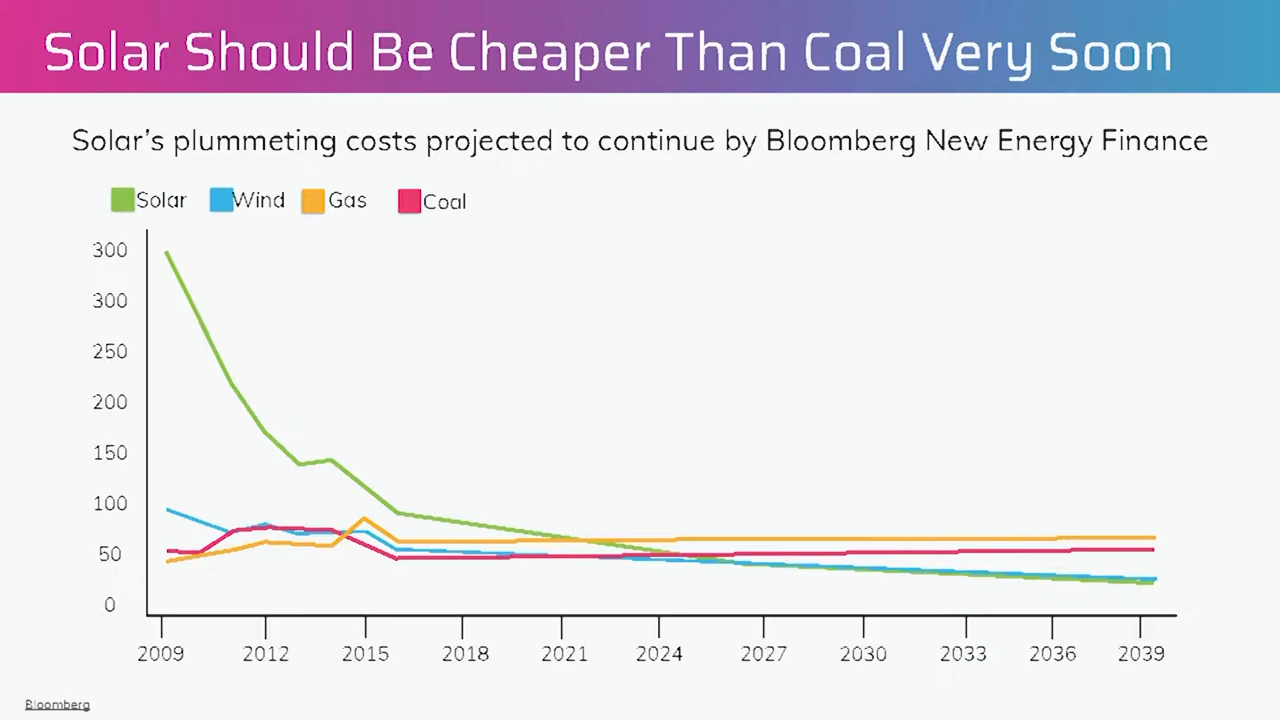 Solar Should Be Cheaper Than Coal Very Soon
Solar's plummeting costs projected to continue by Bloomberg New Energy Finance
Solar Wind Gas Coal
300
300
250
200
150
100
50
0
2009 2012 2015 2018 2021 2024 2027 2030 2033 2036 2039
Bloomberg